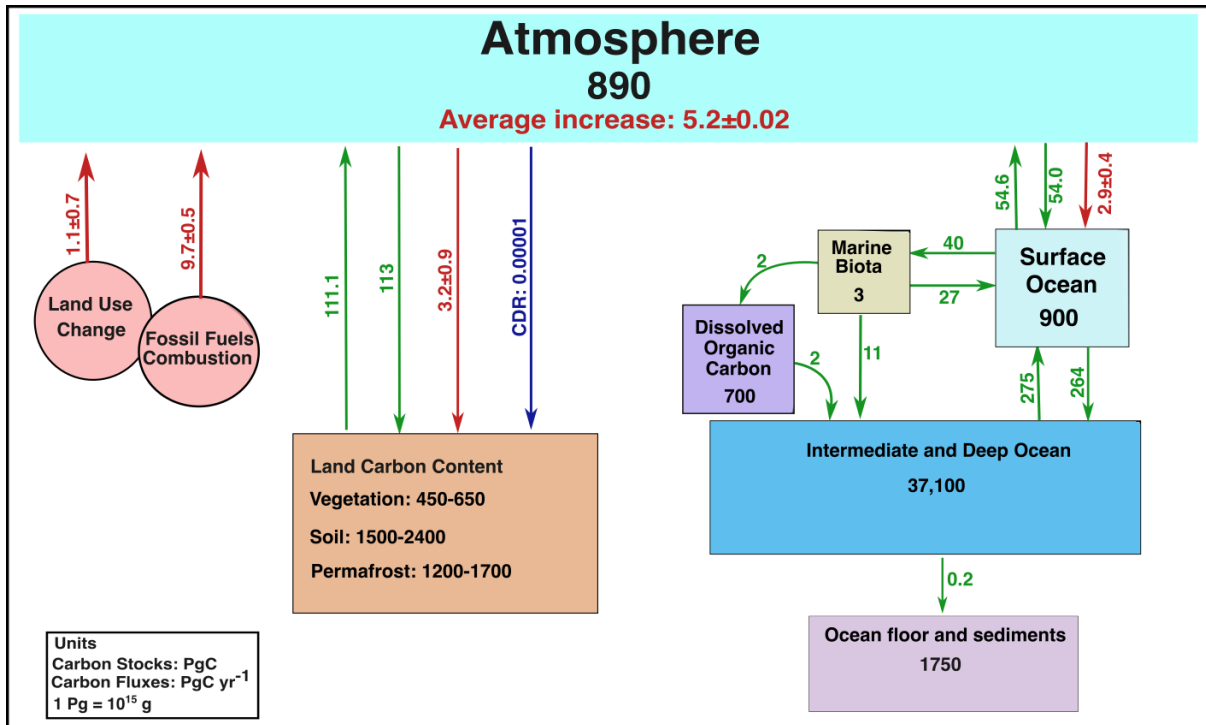 Atmosphere
890
Average increase: 5.2±0.02
1.1±0.7
9.7±0.5
111.1
113
3.2±0.9
CDR: 0.00001
54.6
54.0
2.9±0.4
Land Use
Change
Fossil Fuels
Combustion
Marine
Biota
3
40
27
Surface
Ocean
900
2
Dissolved
Organic
Carbon
700
2
11
275
264
Land Carbon Content
Vegetation: 450-650
Soil: 1500-2400
Permafrost: 1200-1700
Intermediate and Deep Ocean
37,100
0.2
Ocean floor and sediments
1750
Units
Carbon Stocks: PgC
Carbon Fluxes: PgC yr⁻¹
1 Pg = 10¹⁵ g